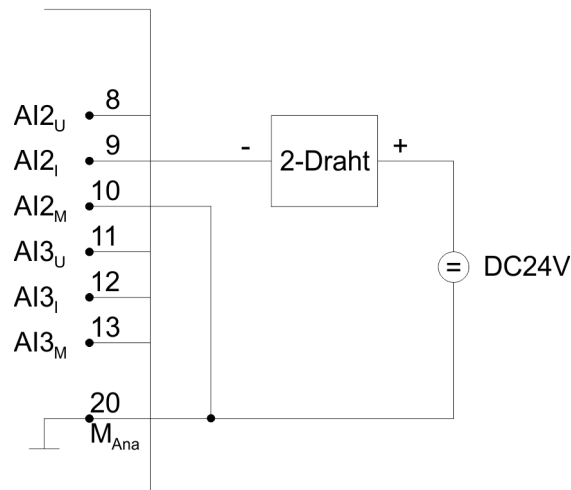 8
AI2U
9
AI2I
- 2-Draht +
10
AI2M
11
AI3U
= DC24V
12
AI3I
13
AI3M
20
MAna